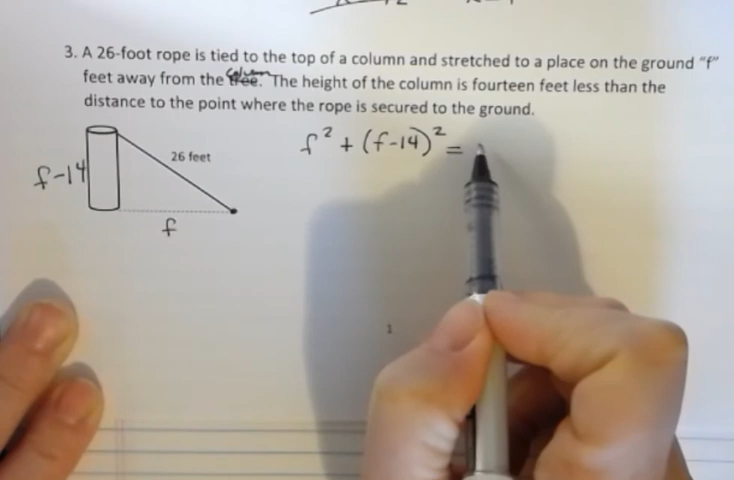 3. A 26-foot rope is tied to the top of a column and stretched to a place on the ground "f"
feet away from the column. The height of the column is fourteen feet less than the
distance to the point where the rope is secured to the ground.
f² + (f-14)² =
26 feet
f-14
f
1